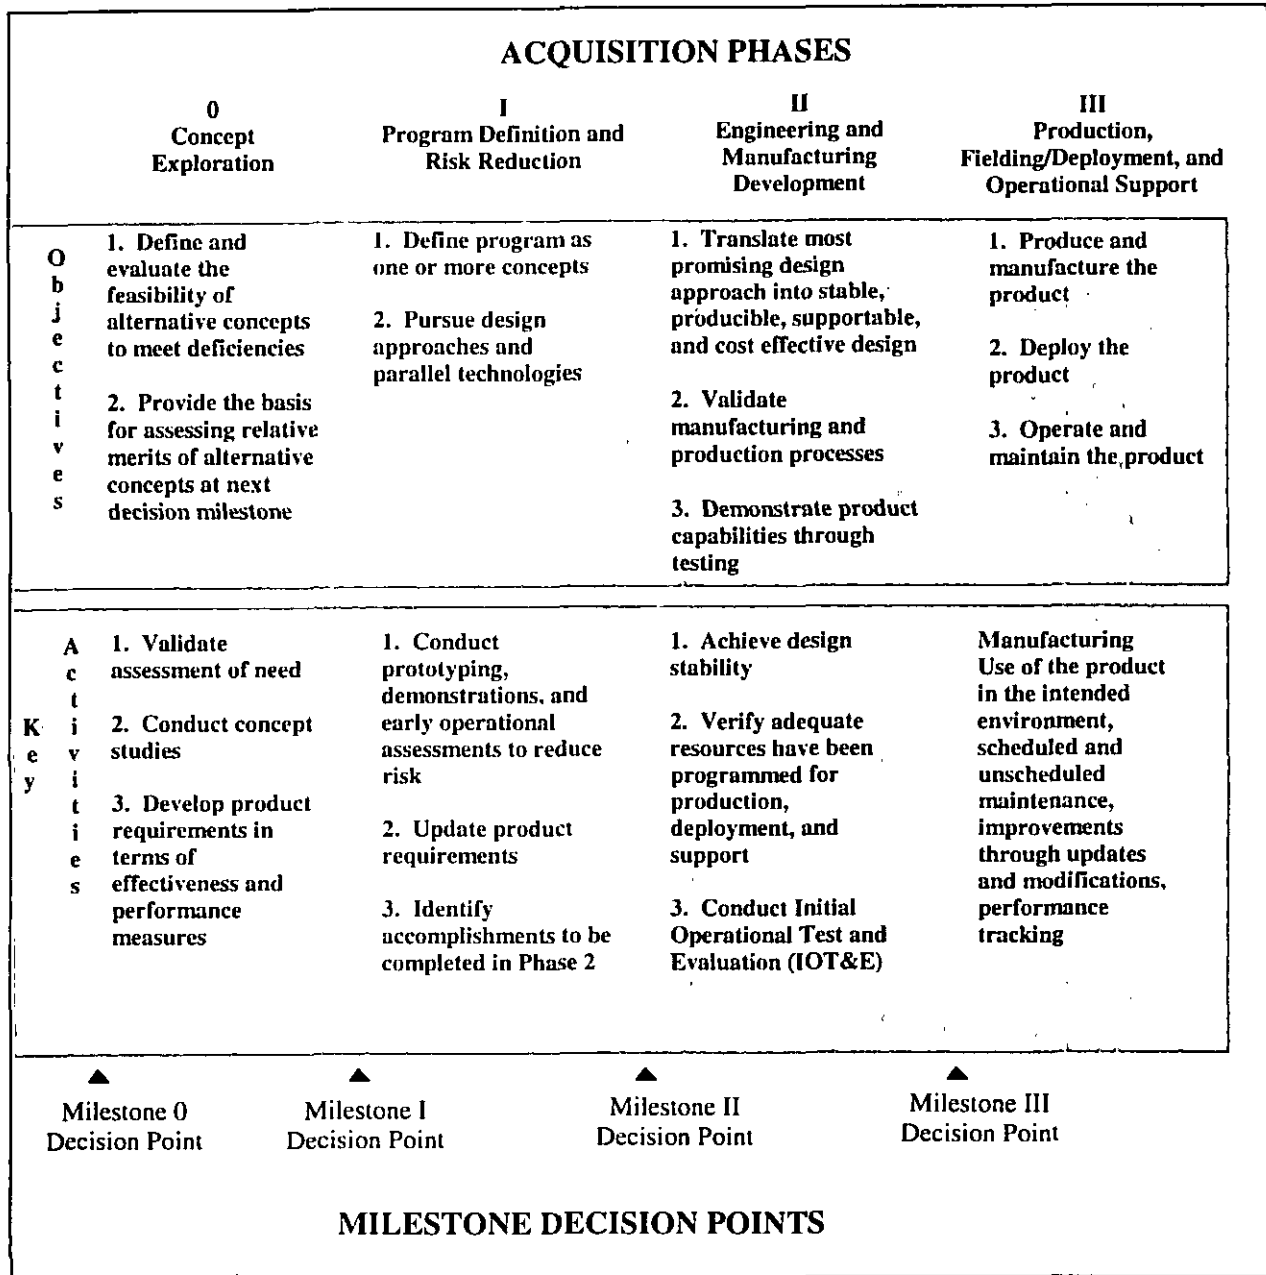 ACQUISITION PHASES
0
Concept
Exploration
I
Program Definition and
Risk Reduction
II
Engineering and
Manufacturing
Development
III
Production,
Fielding/Deployment, and
Operational Support
Objectives
1. Define and
evaluate the
feasibility of
alternative concepts
to meet deficiencies
2. Provide the basis
for assessing relative
merits of alternative
concepts at next
decision milestone
1. Define program as
one or more concepts
2. Pursue design
approaches and
parallel technologies
1. Translate most
promising design
approach into stable,
producible, supportable,
and cost effective design
2. Validate
manufacturing and
production processes
3. Demonstrate product
capabilities through
testing
1. Produce and
manufacture the
product
2. Deploy the
product
3. Operate and
maintain the product
Key
Activities
1. Validate
assessment of need
2. Conduct concept
studies
3. Develop product
requirements in
terms of
effectiveness and
performance
measures
1. Conduct
prototyping,
demonstrations, and
early operational
assessments to reduce
risk
2. Update product
requirements
3. Identify
accomplishments to be
completed in Phase 2
1. Achieve design
stability
2. Verify adequate
resources have been
programmed for
production,
deployment, and
support
3. Conduct Initial
Operational Test and
Evaluation (IOT&E)
Manufacturing
Use of the product
in the intended
environment,
scheduled and
unscheduled
maintenance,
improvements
through updates
and modifications,
performance
tracking
Milestone 0
Decision Point
Milestone I
Decision Point
Milestone II
Decision Point
Milestone III
Decision Point
MILESTONE DECISION POINTS